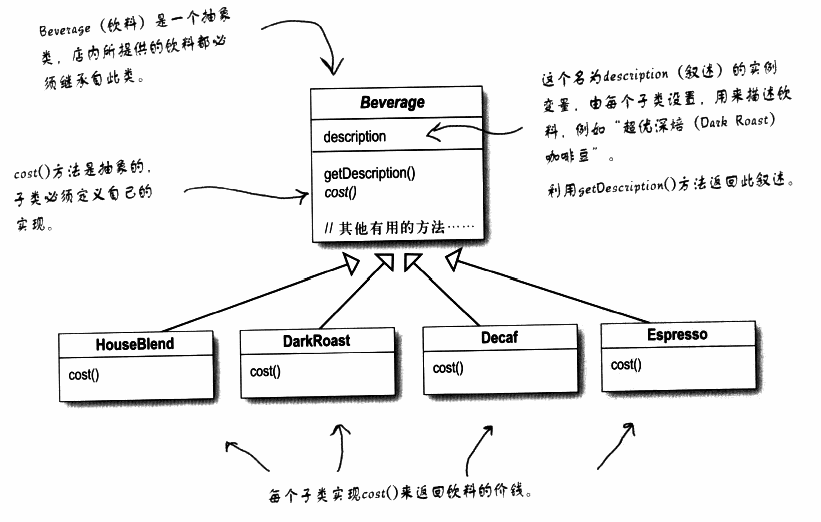 Beverage（饮料）是一个抽象
类，店内所提供的饮料都必
须继承自此类。
这个名为description（叙述）的实例
变量，由每个子类设置，用来描述饮
料，例如“超优深焙（Dark Roast）
咖啡豆”。
利用getDescription()方法返回此叙述。
cost()方法是抽象的，
子类必须定义自己的
实现。
Beverage
description
getDescription()
cost()
// 其他有用的方法……
HouseBlend
cost()
DarkRoast
cost()
Decaf
cost()
Espresso
cost()
每个子类实现cost()来返回饮料的价钱。